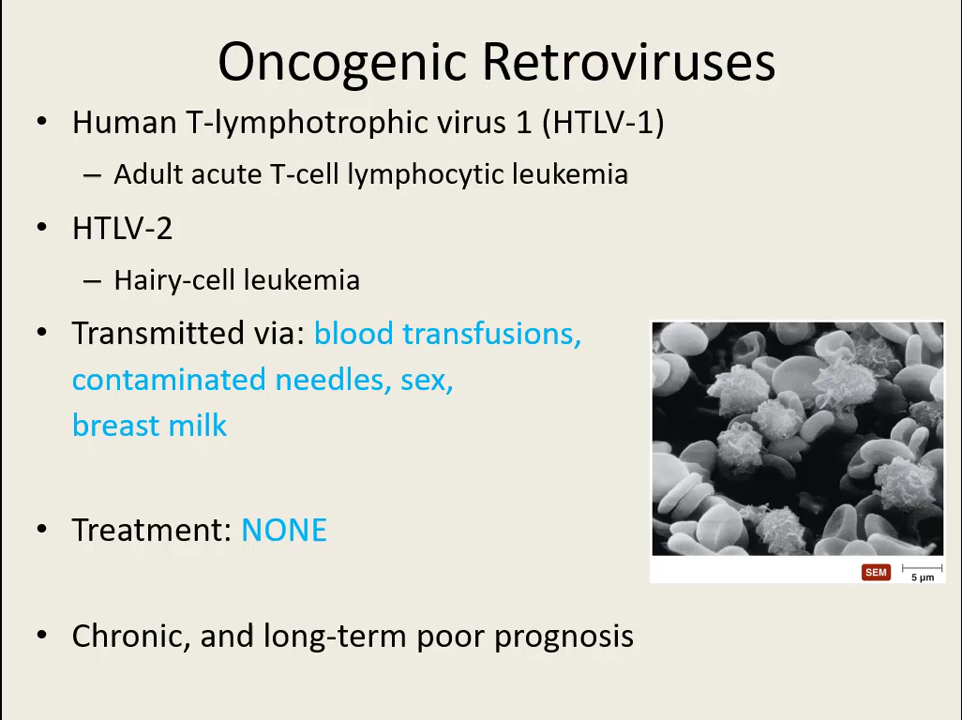 Oncogenic Retroviruses
• Human T-lymphotrophic virus 1 (HTLV-1)
– Adult acute T-cell lymphocytic leukemia
• HTLV-2
– Hairy-cell leukemia
• Transmitted via: blood transfusions,
contaminated needles, sex,
breast milk
• Treatment: NONE
SEM 5 µm
• Chronic, and long-term poor prognosis